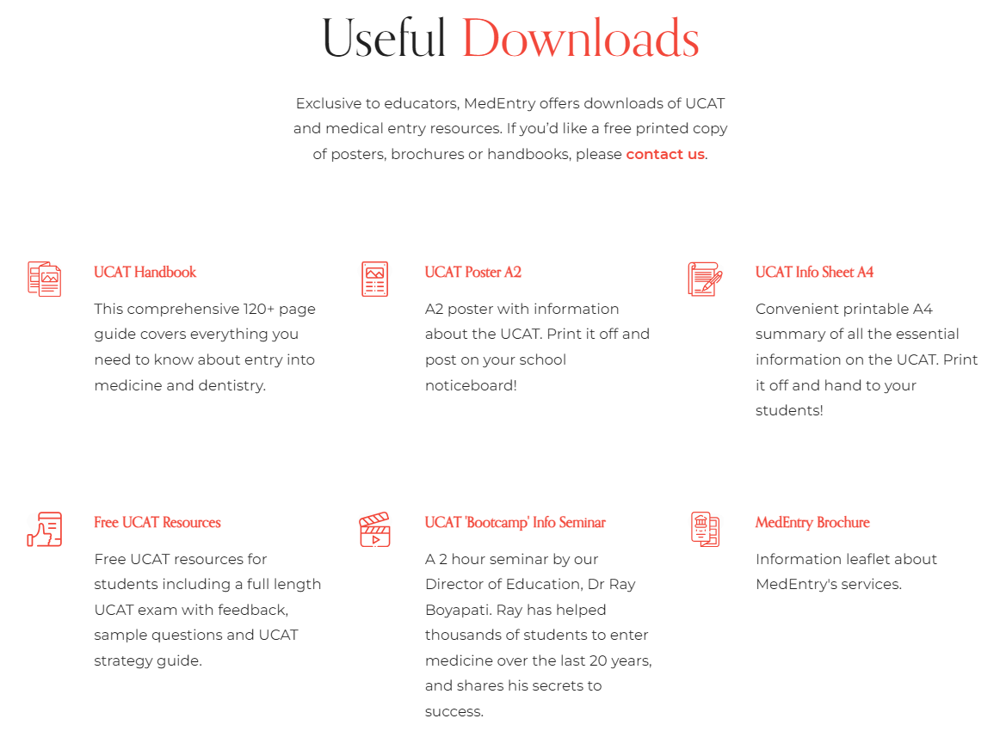 Useful Downloads
Exclusive to educators, MedEntry offers downloads of UCAT
and medical entry resources. If you’d like a free printed copy
of posters, brochures or handbooks, please contact us.
UCAT Handbook
This comprehensive 120+ page
guide covers everything you
need to know about entry into
medicine and dentistry.
UCAT Poster A2
A2 poster with information
about the UCAT. Print it off and
post on your school
noticeboard!
UCAT Info Sheet A4
Convenient printable A4
summary of all the essential
information on the UCAT. Print
it off and hand to your
students!
Free UCAT Resources
Free UCAT resources for
students including a full length
UCAT exam with feedback,
sample questions and UCAT
strategy guide.
UCAT 'Bootcamp' Info Seminar
A 2 hour seminar by our
Director of Education, Dr Ray
Boyapati. Ray has helped
thousands of students to enter
medicine over the last 20 years,
and shares his secrets to
success.
MedEntry Brochure
Information leaflet about
MedEntry's services.